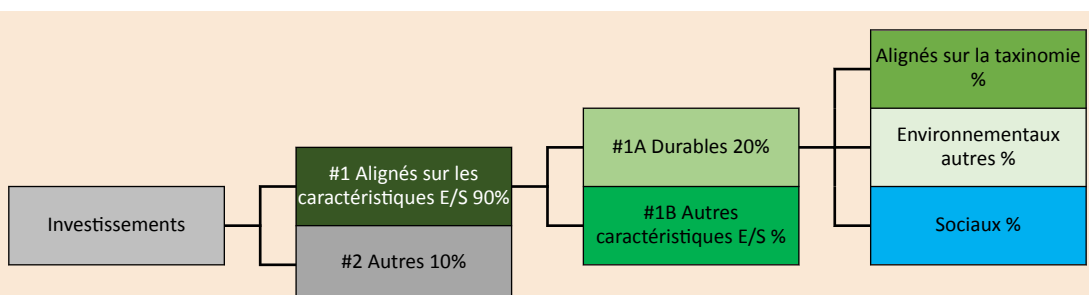 Investissements
#1 Alignés sur les
caractéristiques E/S 90%
#2 Autres 10%
#1A Durables 20%
#1B Autres
caractéristiques E/S %
Alignés sur la taxinomie
%
Environnementaux
autres %
Sociaux %